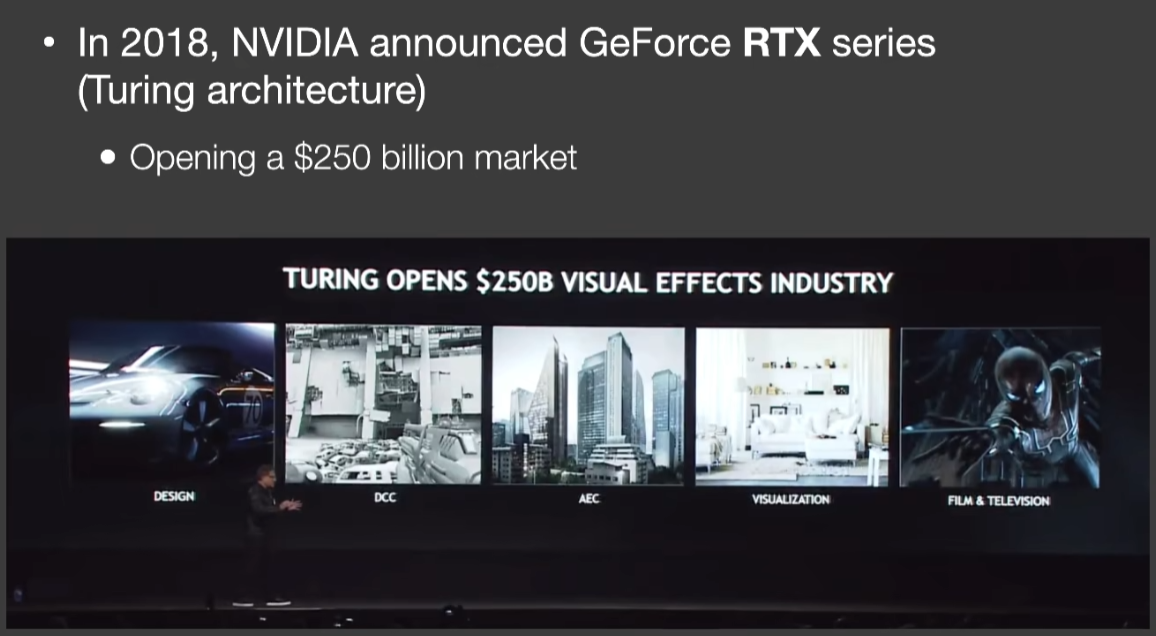 • In 2018, NVIDIA announced GeForce RTX series
(Turing architecture)
• Opening a $250 billion market
TURING OPENS $250B VISUAL EFFECTS INDUSTRY
DESIGN
DCC
AEC
VISUALIZATION
FILM & TELEVISION